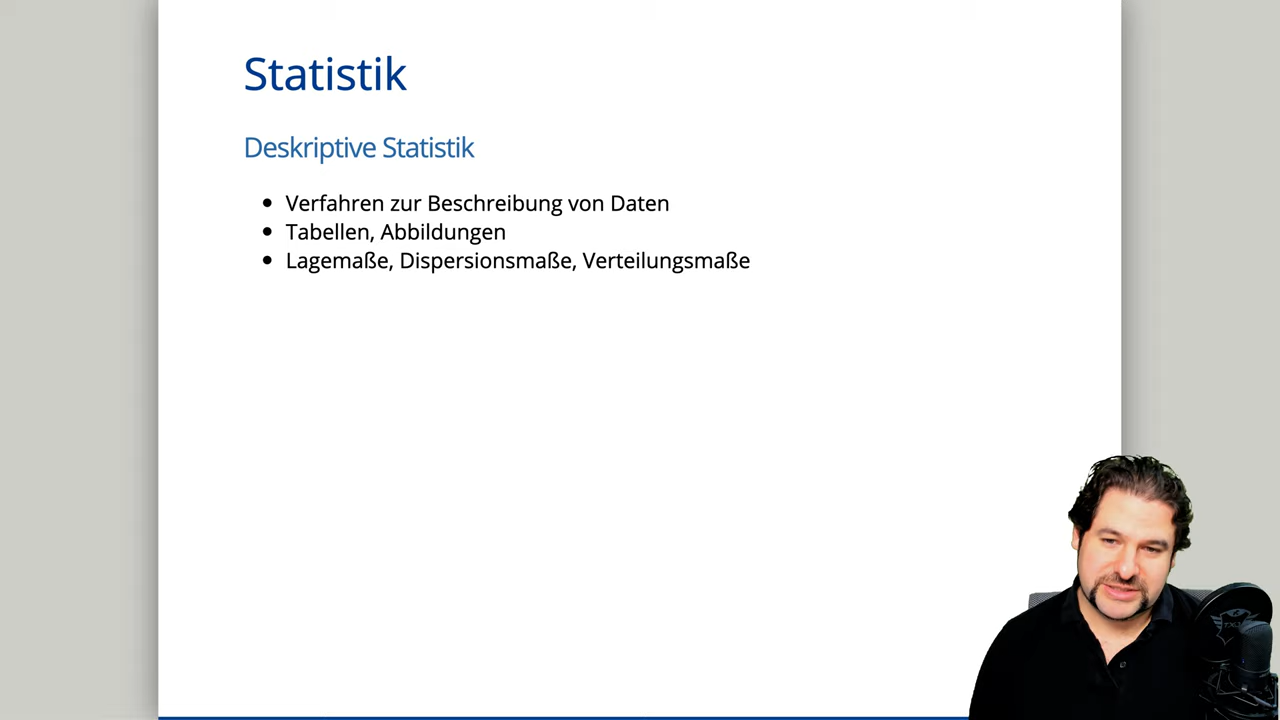 Statistik
Deskriptive Statistik
Verfahren zur Beschreibung von Daten
Tabellen, Abbildungen
Lagemaße, Dispersionsmaße, Verteilungsmaße